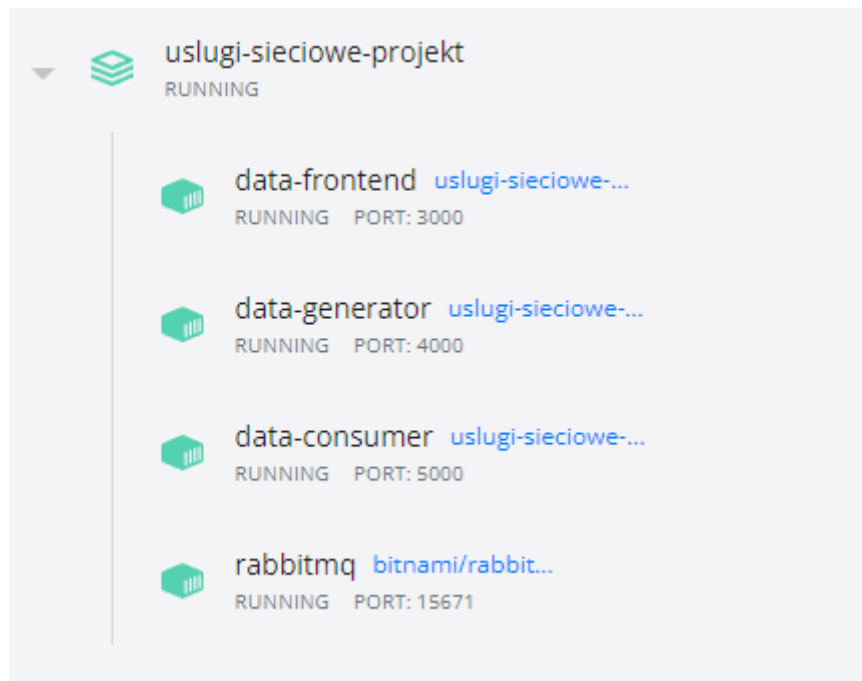 uslugi-sieciowe-projekt
RUNNING
data-frontend uslugi-sieciowe-...
RUNNING PORT: 3000
data-generator uslugi-sieciowe-...
RUNNING PORT: 4000
data-consumer uslugi-sieciowe-...
RUNNING PORT: 5000
rabbitmq bitnami/rabbit...
RUNNING PORT: 15671